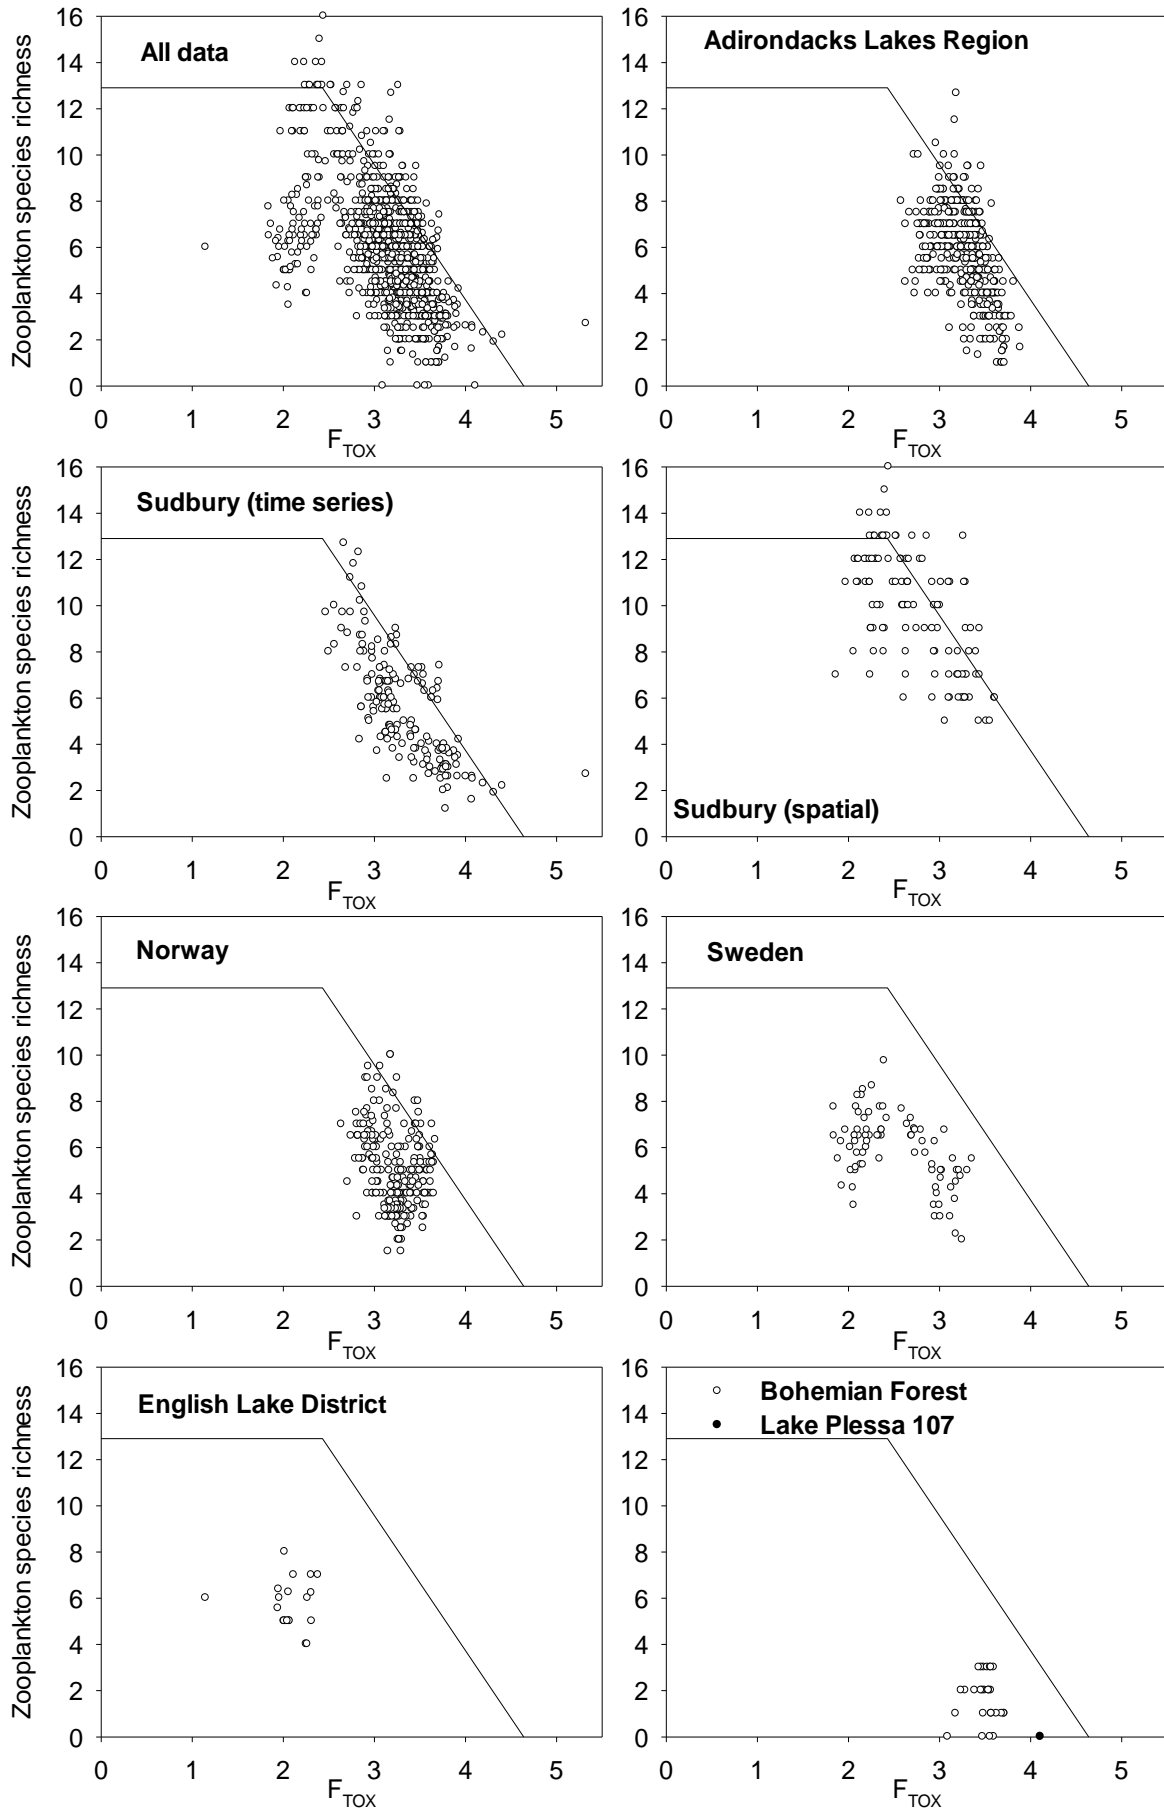 Zooplankton species richness
16
14
12
10
8
6
4
2
0
All data
0 1 2 3 4 5
F_TOX
16
14
12
10
8
6
4
2
0
Adirondacks Lakes Region
0 1 2 3 4 5
F_TOX
Zooplankton species richness
16
14
12
10
8
6
4
2
0
Sudbury (time series)
0 1 2 3 4 5
F_TOX
16
14
12
10
8
6
4
2
0
Sudbury (spatial)
0 1 2 3 4 5
F_TOX
Zooplankton species richness
16
14
12
10
8
6
4
2
0
Norway
0 1 2 3 4 5
F_TOX
16
14
12
10
8
6
4
2
0
Sweden
0 1 2 3 4 5
F_TOX
Zooplankton species richness
16
14
12
10
8
6
4
2
0
English Lake District
0 1 2 3 4 5
F_TOX
16
14
12
10
8
6
4
2
0
Bohemian Forest
Lake Plessa 107
0 1 2 3 4 5
F_TOX